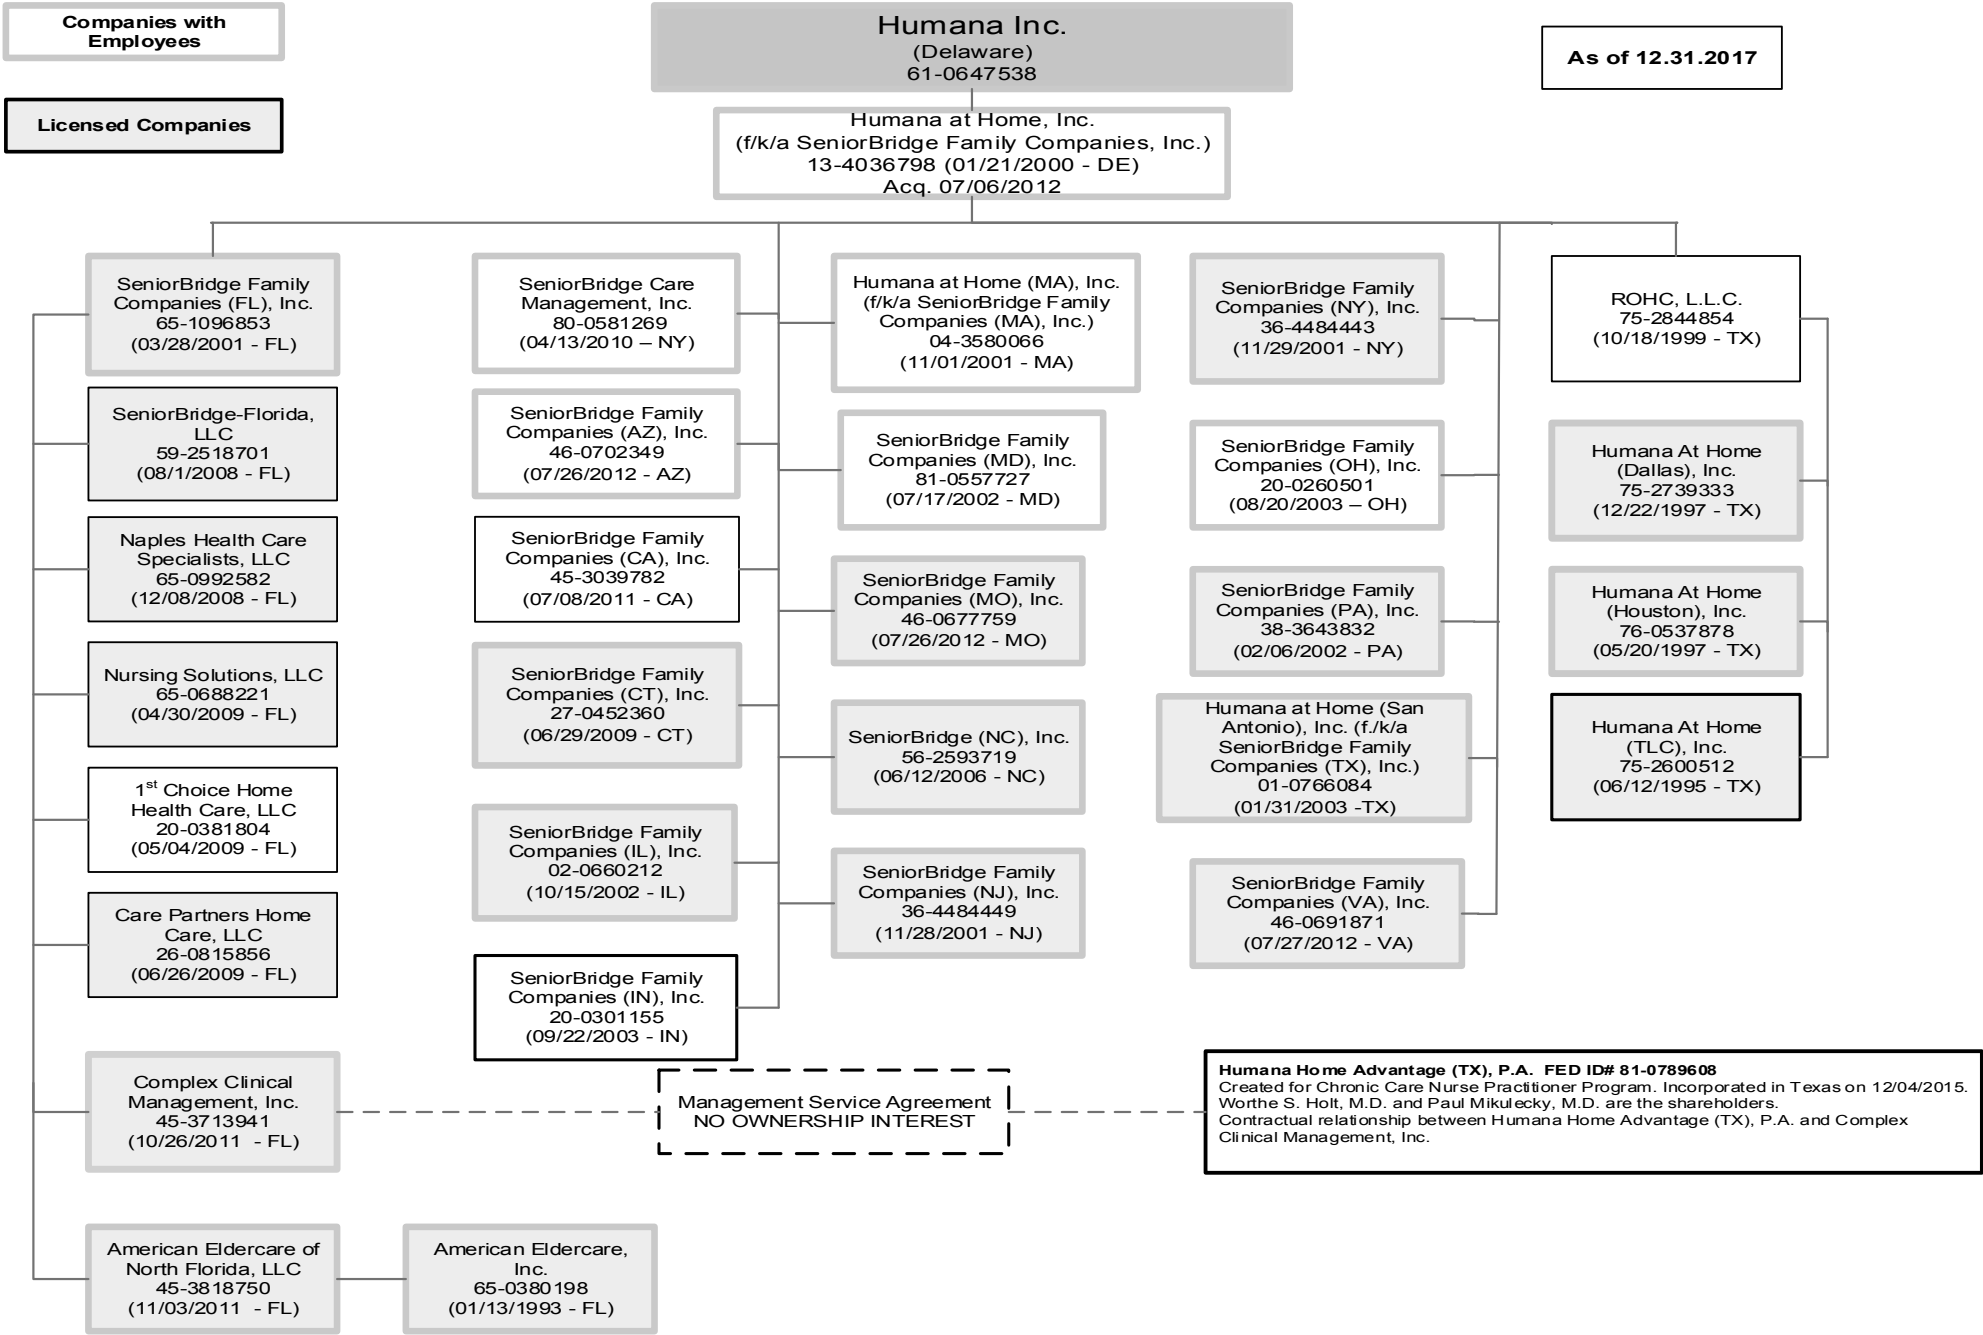 Companies with
Employees
Licensed Companies
Humana Inc.
(Delaware)
61-0647538
As of 12.31.2017
Humana at Home, Inc.
(f/k/a SeniorBridge Family Companies, Inc.)
13-4036798 (01/21/2000 - DE)
Acq. 07/06/2012
SeniorBridge Family
Companies (FL), Inc.
65-1096853
(03/28/2001 - FL)
SeniorBridge-Florida,
LLC
59-2518701
(08/1/2008 - FL)
Naples Health Care
Specialists, LLC
65-0992582
(12/08/2008 - FL)
Nursing Solutions, LLC
65-0688221
(04/30/2009 - FL)
1st Choice Home
Health Care, LLC
20-0381804
(05/04/2009 - FL)
Care Partners Home
Care, LLC
26-0815856
(06/26/2009 - FL)
Complex Clinical
Management, Inc.
45-3713941
(10/26/2011 - FL)
American Eldercare of
North Florida, LLC
45-3818750
(11/03/2011 - FL)
American Eldercare,
Inc.
65-0380198
(01/13/1993 - FL)
SeniorBridge Care
Management, Inc.
80-0581269
(04/13/2010 – NY)
SeniorBridge Family
Companies (AZ), Inc.
46-0702349
(07/26/2012 - AZ)
SeniorBridge Family
Companies (CA), Inc.
45-3039782
(07/08/2011 - CA)
SeniorBridge Family
Companies (CT), Inc.
27-0452360
(06/29/2009 - CT)
SeniorBridge Family
Companies (IL), Inc.
02-0660212
(10/15/2002 - IL)
SeniorBridge Family
Companies (IN), Inc.
20-0301155
(09/22/2003 - IN)
Humana at Home (MA), Inc.
(f/k/a SeniorBridge Family
Companies (MA), Inc.)
04-3580066
(11/01/2001 - MA)
SeniorBridge Family
Companies (MD), Inc.
81-0557727
(07/17/2002 - MD)
SeniorBridge Family
Companies (MO), Inc.
46-0677759
(07/26/2012 - MO)
SeniorBridge (NC), Inc.
56-2593719
(06/12/2006 - NC)
SeniorBridge Family
Companies (NJ), Inc.
36-4484449
(11/28/2001 - NJ)
SeniorBridge Family
Companies (NY), Inc.
36-4484443
(11/29/2001 - NY)
SeniorBridge Family
Companies (OH), Inc.
20-0260501
(08/20/2003 – OH)
SeniorBridge Family
Companies (PA), Inc.
38-3643832
(02/06/2002 - PA)
Humana at Home (San
Antonio), Inc. (f./k/a
SeniorBridge Family
Companies (TX), Inc.)
01-0766084
(01/31/2003 -TX)
SeniorBridge Family
Companies (VA), Inc.
46-0691871
(07/27/2012 - VA)
ROHC, L.L.C.
75-2844854
(10/18/1999 - TX)
Humana At Home
(Dallas), Inc.
75-2739333
(12/22/1997 - TX)
Humana At Home
(Houston), Inc.
76-0537878
(05/20/1997 - TX)
Humana At Home
(TLC), Inc.
75-2600512
(06/12/1995 - TX)
Management Service Agreement
NO OWNERSHIP INTEREST
Humana Home Advantage (TX), P.A. FED ID# 81-0789608
Created for Chronic Care Nurse Practitioner Program. Incorporated in Texas on 12/04/2015.
Worthe S. Holt, M.D. and Paul Mikulecky, M.D. are the shareholders.
Contractual relationship between Humana Home Advantage (TX), P.A. and Complex
Clinical Management, Inc.